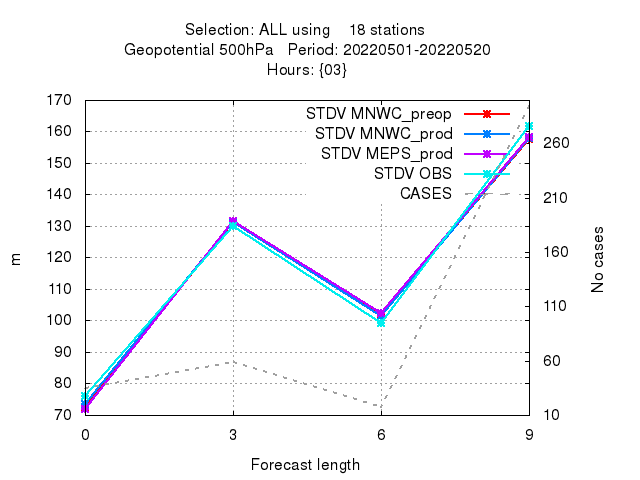 Selection: ALL using 18 stations
Geopotential 500hPa Period: 20220501-20220520
Hours: {03}
170
160
150
140
130
120
110
100
90
80
70
m
STDV MNWC_preop
STDV MNWC_prod
STDV MEPS_prod
STDV OBS
CASES
260
210
160
110
60
10
No cases
0 3 6 9
Forecast length